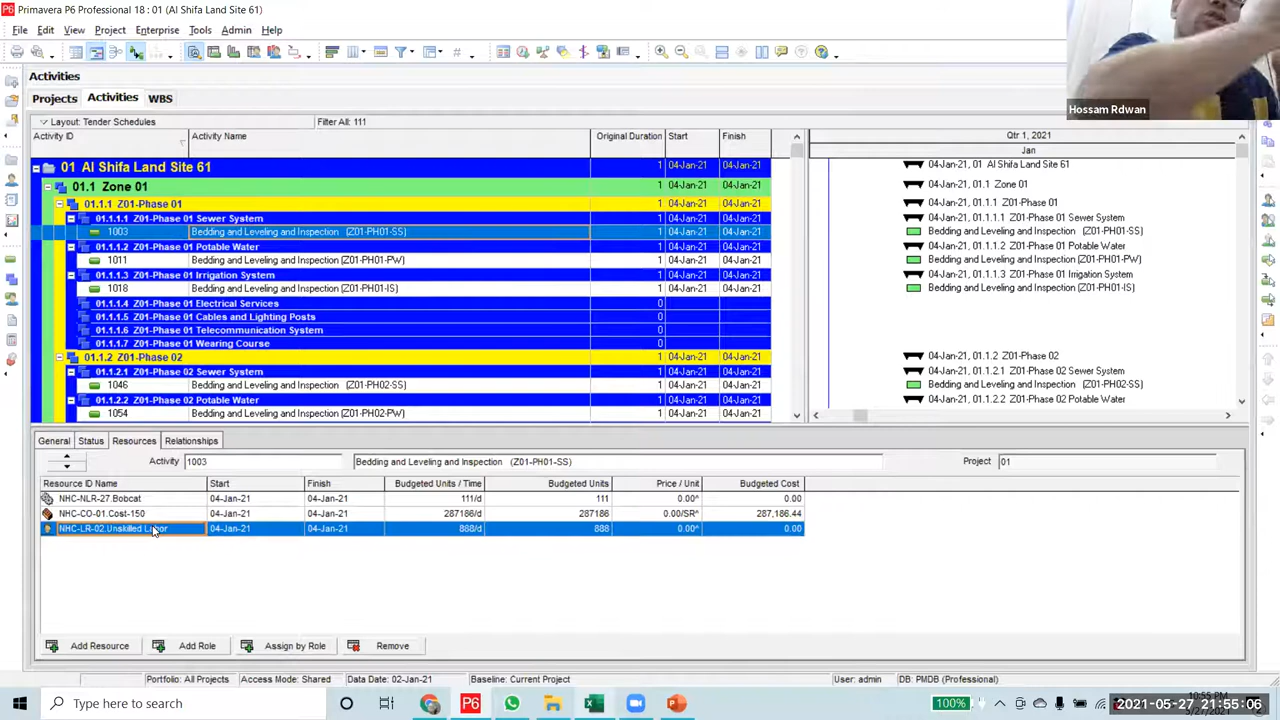 Primavera P6 Professional 18 : 01 (Al Shifa Land Site 61)
File Edit View Project Enterprise Tools Admin Help
Activities
Projects Activities WBS
Layout: Tender Schedules Filter All: 111
Activity ID Activity Name Original Duration Start Finish
Qtr 1, 2021
Jan
01 Al Shifa Land Site 61 1 04-Jan-21 04-Jan-21 04-Jan-21, 01 Al Shifa Land Site 61
01.1 Zone 01 1 04-Jan-21 04-Jan-21 04-Jan-21, 01.1 Zone 01
01.1.1 Z01-Phase 01 1 04-Jan-21 04-Jan-21 04-Jan-21, 01.1.1 Z01-Phase 01
01.1.1.1 Z01-Phase 01 Sewer System 1 04-Jan-21 04-Jan-21 04-Jan-21, 01.1.1.1 Z01-Phase 01 Sewer System
1003 Bedding and Leveling and Inspection (Z01-PH01-SS) 1 04-Jan-21 04-Jan-21 Bedding and Leveling and Inspection (Z01-PH01-SS)
01.1.1.2 Z01-Phase 01 Potable Water 1 04-Jan-21 04-Jan-21 04-Jan-21, 01.1.1.2 Z01-Phase 01 Potable Water
1011 Bedding and Leveling and Inspection (Z01-PH01-PW) 1 04-Jan-21 04-Jan-21 Bedding and Leveling and Inspection (Z01-PH01-PW)
01.1.1.3 Z01-Phase 01 Irrigation System 1 04-Jan-21 04-Jan-21 04-Jan-21, 01.1.1.3 Z01-Phase 01 Irrigation System
1018 Bedding and Leveling and Inspection (Z01-PH01-IS) 1 04-Jan-21 04-Jan-21 Bedding and Leveling and Inspection (Z01-PH01-IS)
01.1.1.4 Z01-Phase 01 Electrical Services 0
01.1.1.5 Z01-Phase 01 Cables and Lighting Posts 0
01.1.1.6 Z01-Phase 01 Telecommunication System 0
01.1.1.7 Z01-Phase 01 Wearing Course 0
01.1.2 Z01-Phase 02 1 04-Jan-21 04-Jan-21 04-Jan-21, 01.1.2 Z01-Phase 02
01.1.2.1 Z01-Phase 02 Sewer System 1 04-Jan-21 04-Jan-21 04-Jan-21, 01.1.2.1 Z01-Phase 02 Sewer System
1046 Bedding and Leveling and Inspection (Z01-PH02-SS) 1 04-Jan-21 04-Jan-21 Bedding and Leveling and Inspection (Z01-PH02-SS)
01.1.2.2 Z01-Phase 02 Potable Water 1 04-Jan-21 04-Jan-21 04-Jan-21, 01.1.2.2 Z01-Phase 02 Potable Water
1054 Bedding and Leveling and Inspection (Z01-PH02-PW) 1 04-Jan-21 04-Jan-21 Bedding and Leveling and Inspection (Z01-PH02-PW)
Hossam Rdwan
General Status Resources Relationships
Activity 1003 Bedding and Leveling and Inspection (Z01-PH01-SS) Project 01
Resource ID Name Start Finish Budgeted Units / Time Budgeted Units Price / Unit Budgeted Cost
NHC-NLR-27.Bobcat 04-Jan-21 04-Jan-21 111/d 111 0.00^ 0.00
NHC-CO-01.Cost-150 04-Jan-21 04-Jan-21 287186/d 287186 0.00/SR^ 287,186.44
NHC-LR-02.Unskilled Labor 04-Jan-21 04-Jan-21 888/d 888 0.00^ 0.00
Add Resource Add Role Assign by Role Remove
Portfolio: All Projects Access Mode: Shared Data Date: 02-Jan-21 Baseline: Current Project User: admin DB: PMDB (Professional)
Type here to search
100%
10:55 PM
2021-05-27 21:55:06